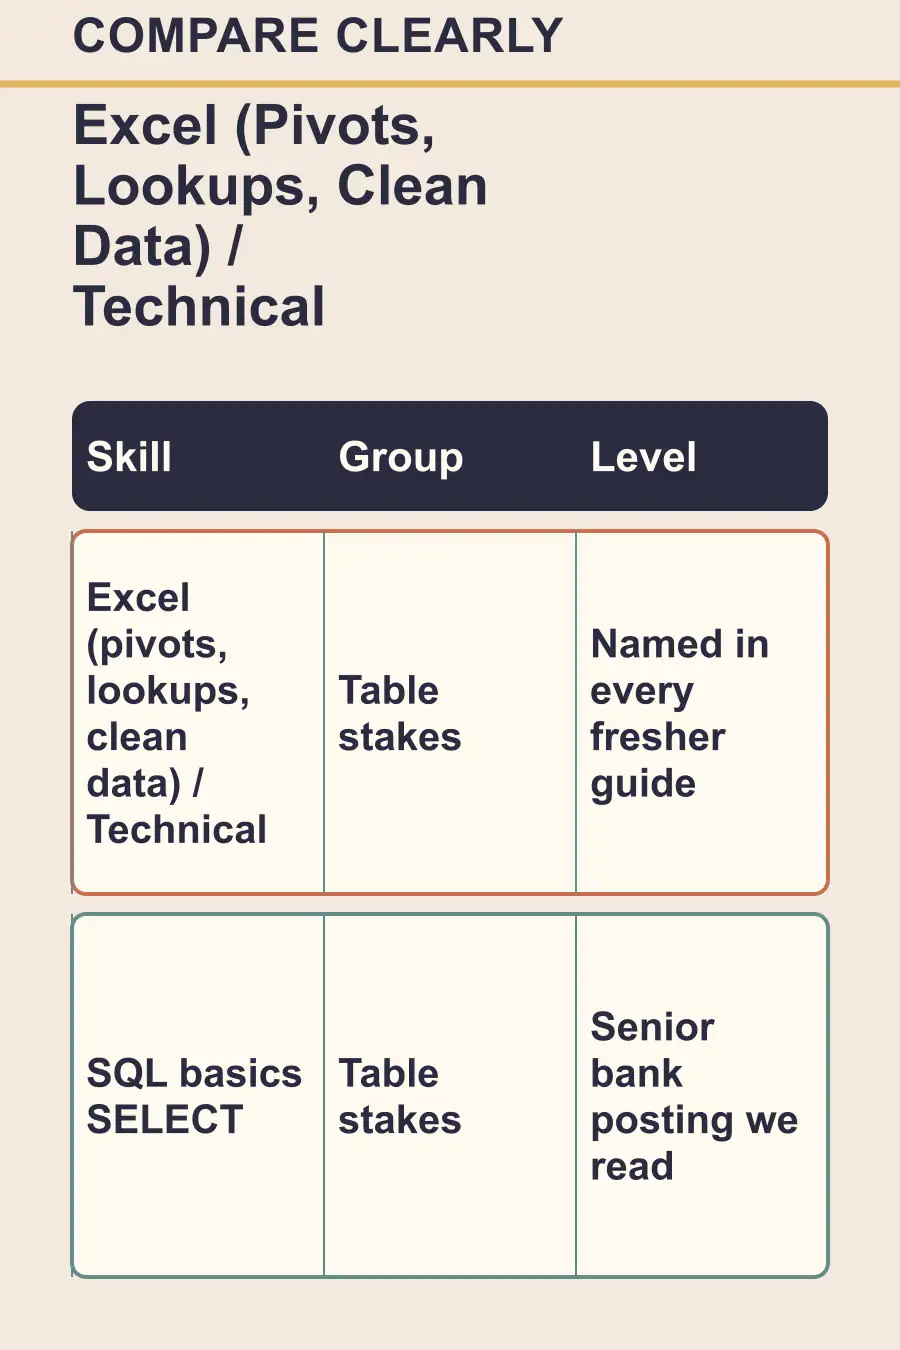 COMPARE CLEARLY
Excel (Pivots,
Lookups, Clean
Data) /
Technical
Skill Group Level
Excel
(pivots,
lookups,
clean
data) /
Technical
Table
stakes
Named in
every
fresher
guide
SQL basics
SELECT
Table
stakes
Senior
bank
posting we
read